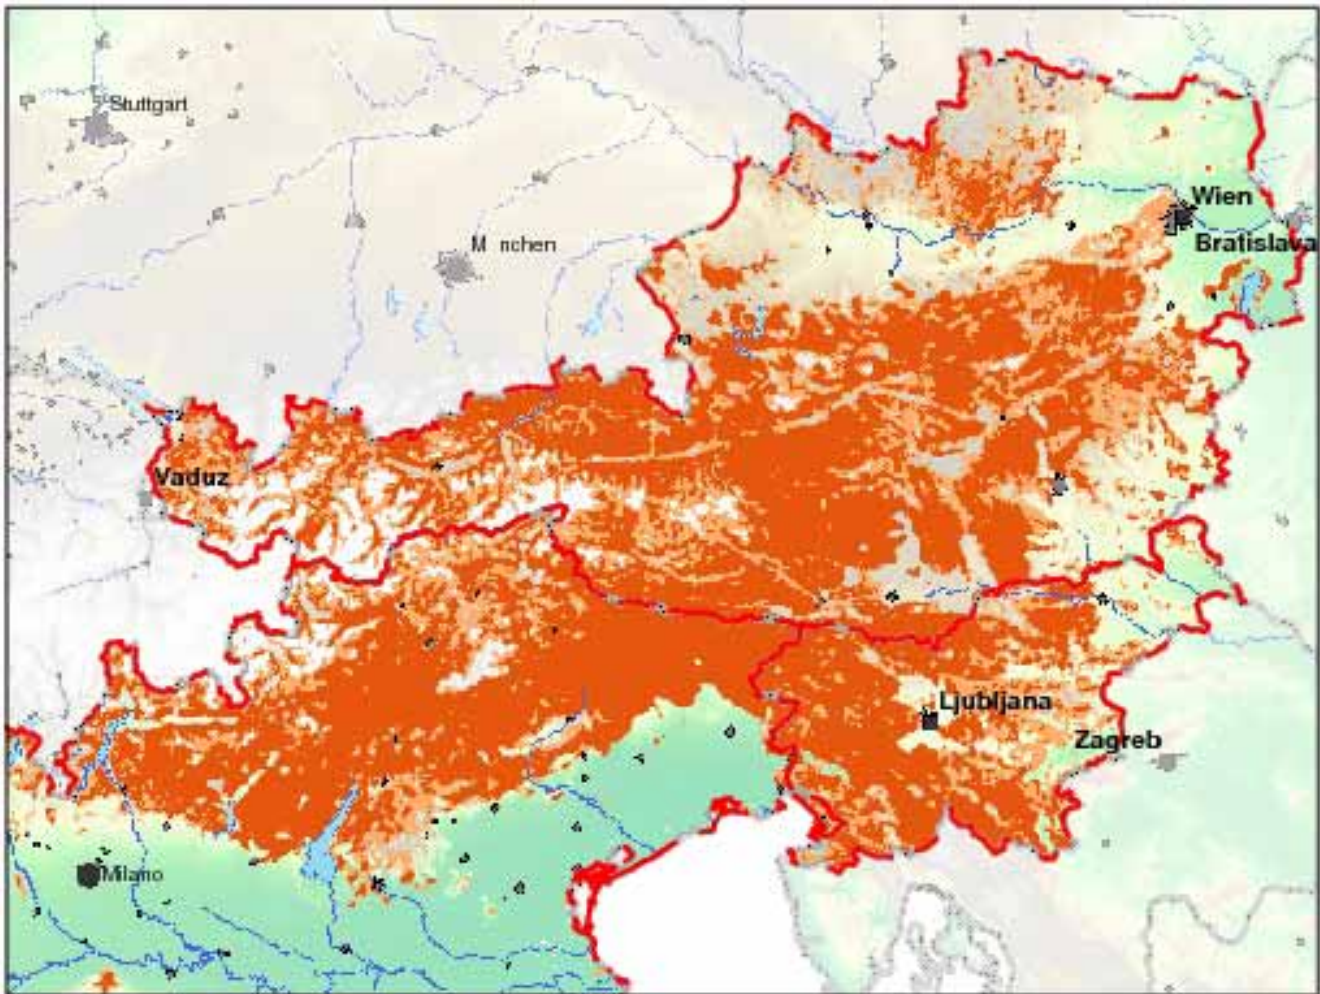 Stuttgart
Wien
M nchen
Bratislava
Vaduz
Ljubljana
Zagreb
Milano